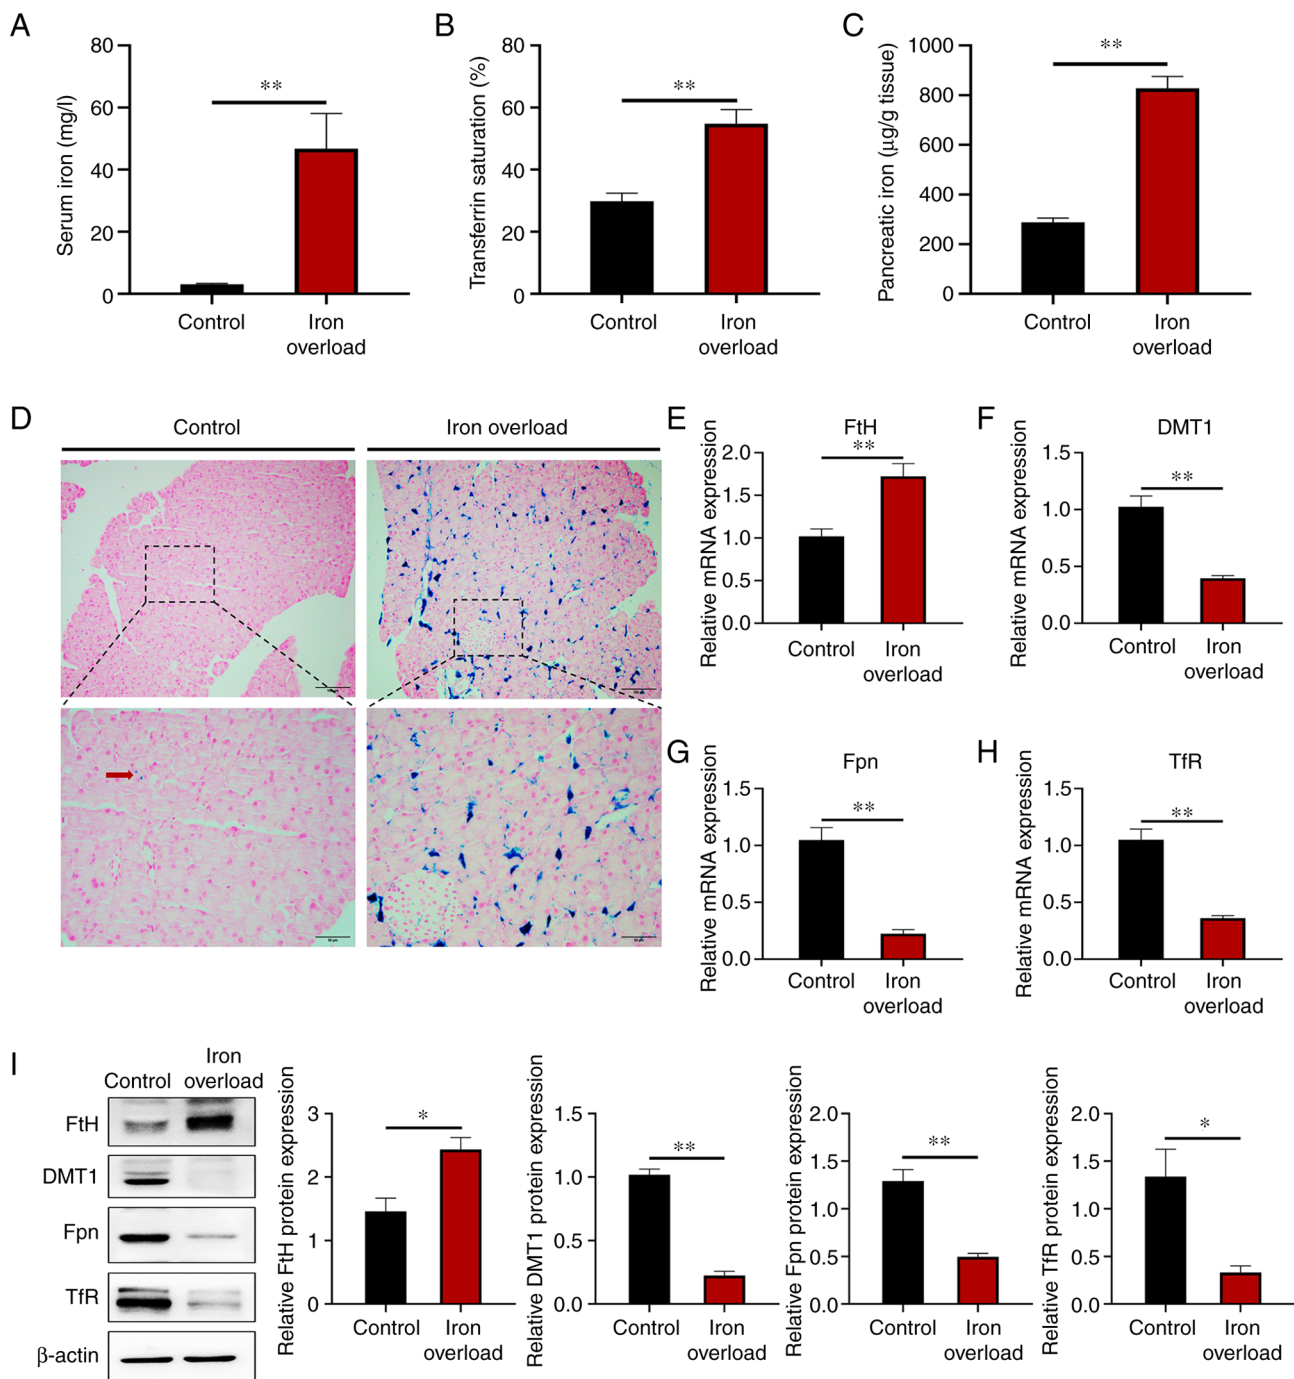 A
Serum iron (mg/l)
80
60
40
20
0
**
Control
Iron
overload
B
Transferrin saturation (%)
80
60
40
20
0
**
Control
Iron
overload
C
Pancreatic iron (µg/g tissue)
1000
800
600
400
200
0
**
Control
Iron
overload
D
Control
Iron overload
E
FtH
Relative mRNA expression
2.0
1.5
1.0
0.5
0.0
**
Control
Iron
overload
F
DMT1
Relative mRNA expression
1.5
1.0
0.5
0.0
**
Control
Iron
overload
G
Fpn
Relative mRNA expression
1.5
1.0
0.5
0.0
**
Control
Iron
overload
H
TfR
Relative mRNA expression
1.5
1.0
0.5
0.0
**
Control
Iron
overload
I
Control
Iron
overload
FtH
DMT1
Fpn
TfR
β-actin
Relative FtH protein expression
3
2
1
0
*
Control
Iron
overload
Relative DMT1 protein expression
1.5
1.0
0.5
0.0
**
Control
Iron
overload
Relative Fpn protein expression
2.0
1.5
1.0
0.5
0.0
**
Control
Iron
overload
Relative TfR protein expression
2.0
1.5
1.0
0.5
0.0
*
Control
Iron
overload